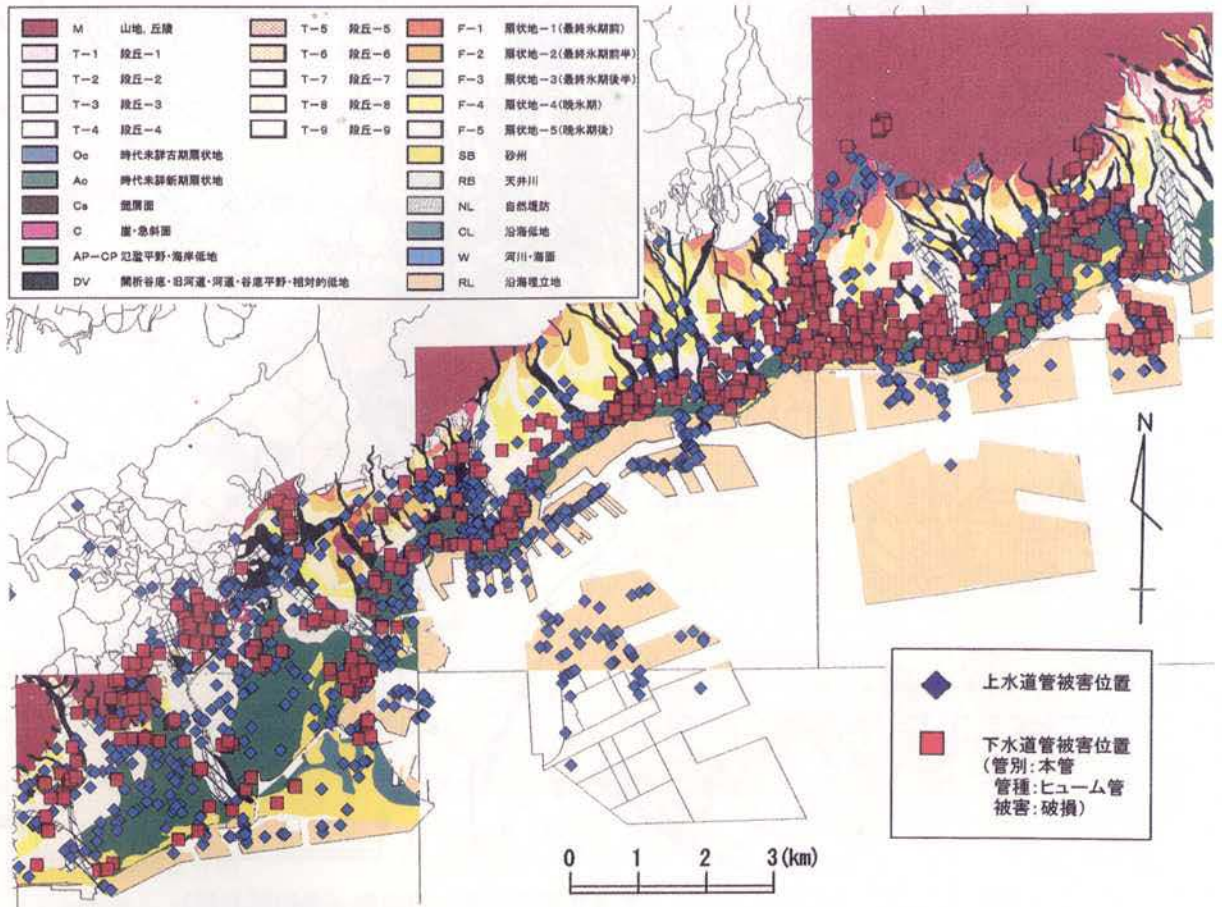 M 山地、丘陵
T-1 段丘-1
T-2 段丘-2
T-3 段丘-3
T-4 段丘-4
Oc 時代未詳古期扇状地
Ac 時代未詳新期扇状地
Cs
C 崖・急斜面
AP-CP 氾濫平野・海岸低地
DV 開析谷底・旧河道・河道・谷底平野・相対的低地
T-5 段丘-5
T-6 段丘-6
T-7 段丘-7
T-8 段丘-8
T-9 段丘-9
F-1 扇状地-1(最終氷期前)
F-2 扇状地-2(最終氷期前半)
F-3 扇状地-3(最終氷期後半)
F-4 扇状地-4(晩氷期)
F-5 扇状地-5(晩氷期後)
SB 砂州
RB 天井川
NL 自然堤防
CL 沿海低地
W 河川・海面
RL 沿海埋立地
N
上水道管被害位置
下水道管被害位置
(管別:本管
管種:ヒューム管
被害:破損)
0 1 2 3(km)